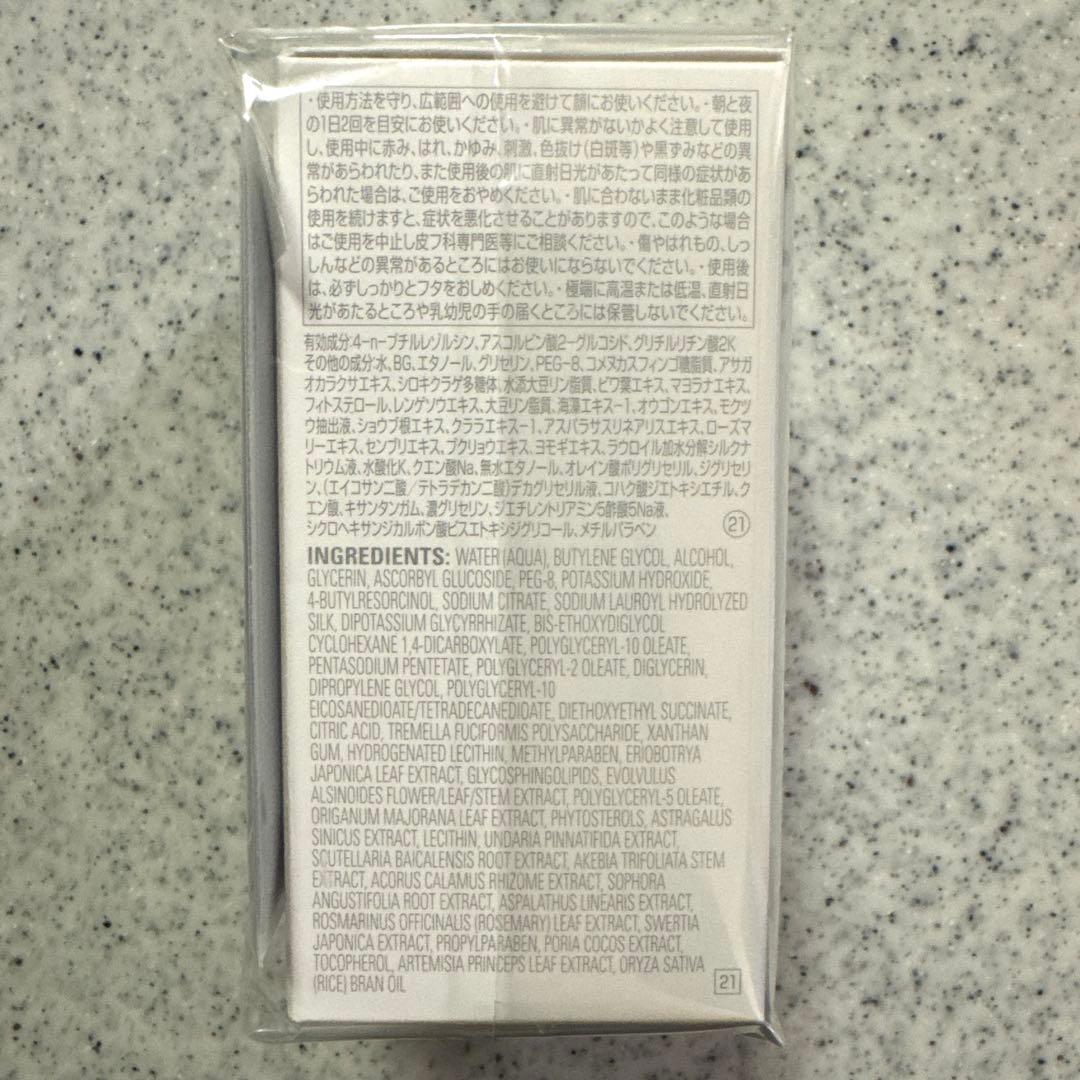 ・使用方法を守り、広範囲への使用を避けて顔にお使いください。・朝と夜
の1日2回を目安にお使いください。・肌に異常がないかよく注意して使用
し、使用中に赤み、はれ、かゆみ、刺激、色抜け(白斑等)や黒ずみなどの異
常があらわれたり、また使用後の肌に直射日光があたって同様の症状があ
らわれた場合は、ご使用をおやめください。・肌に合わないまま化粧品類の
使用を続けますと、症状を悪化させることがありますので、このような場合
はご使用を中止し皮フ科専門医等にご相談ください。・傷やはれもの、しっ
しんなどの異常があるところにはお使いにならないでください。・使用後
は、必ずしっかりとフタをおしめください。・極端に高温または低温、直射日
光があたるところや乳幼児の手の届くところには保管しないでください。
有効成分:4-n-ブチルレゾルシン、アスコルビン酸2-グルコシド、グリチルリチン酸2K
その他の成分:水、BG、エタノール、グリセリン、PEG-8、コメヌカスフィンゴ糖脂質、アサガ
オカラクサエキス、シロキクラゲ多糖体、水添大豆リン脂質、ビワ葉エキス、マヨラナエキス、
フィトステロール、レンゲソウエキス、大豆リン脂質、海藻エキス-1、オウゴンエキス、モクツ
ウ抽出液、ショウブ根エキス、クララエキス-1、アスパラサスリネアリスエキス、ローズマ
リーエキス、センブリエキス、ブクリョウエキス、ヨモギエキス、ラウロイル加水分解シルクナ
トリウム液、水酸化K、クエン酸Na、無水エタノール、オレイン酸ポリグリセリル、ジグリセリ
ン、(エイコサン二酸/テトラデカン二酸)デカグリセリル液、コハク酸ジエトキシエチル、ク
エン酸、キサンタンガム、濃グリセリン、ジエチレントリアミン5酢酸5Na液、
シクロヘキサンジカルボン酸ビスエトキシジグリコール、メチルパラベン
㉑
INGREDIENTS: WATER (AQUA), BUTYLENE GLYCOL, ALCOHOL,
GLYCERIN, ASCORBYL GLUCOSIDE, PEG-8, POTASSIUM HYDROXIDE,
4-BUTYLRESORCINOL, SODIUM CITRATE, SODIUM LAUROYL HYDROLYZED
SILK, DIPOTASSIUM GLYCYRRHIZATE, BIS-ETHOXYDIGLYCOL
CYCLOHEXANE 1,4-DICARBOXYLATE, POLYGLYCERYL-10 OLEATE,
PENTASODIUM PENTETATE, POLYGLYCERYL-2 OLEATE, DIGLYCERIN,
DIPROPYLENE GLYCOL, POLYGLYCERYL-10
EICOSANEDIOATE/TETRADECANEDIOATE, DIETHOXYETHYL SUCCINATE,
CITRIC ACID, TREMELLA FUCIFORMIS POLYSACCHARIDE, XANTHAN
GUM, HYDROGENATED LECITHIN, METHYLPARABEN, ERIOBOTRYA
JAPONICA LEAF EXTRACT, GLYCOSPHINGOLIPIDS, EVOLVULUS
ALSINOIDES FLOWER/LEAF/STEM EXTRACT, POLYGLYCERYL-5 OLEATE,
ORIGANUM MAJORANA LEAF EXTRACT, PHYTOSTEROLS, ASTRAGALUS
SINICUS EXTRACT, LECITHIN, UNDARIA PINNATIFIDA EXTRACT,
SCUTELLARIA BAICALENSIS ROOT EXTRACT, AKEBIA TRIFOLIATA STEM
EXTRACT, ACORUS CALAMUS RHIZOME EXTRACT, SOPHORA
ANGUSTIFOLIA ROOT EXTRACT, ASPALATHUS LINEARIS EXTRACT,
ROSMARINUS OFFICINALIS (ROSEMARY) LEAF EXTRACT, SWERTIA
JAPONICA EXTRACT, PROPYLPARABEN, PORIA COCOS EXTRACT,
TOCOPHEROL, ARTEMISIA PRINCEPS LEAF EXTRACT, ORYZA SATIVA
(RICE) BRAN OIL
21